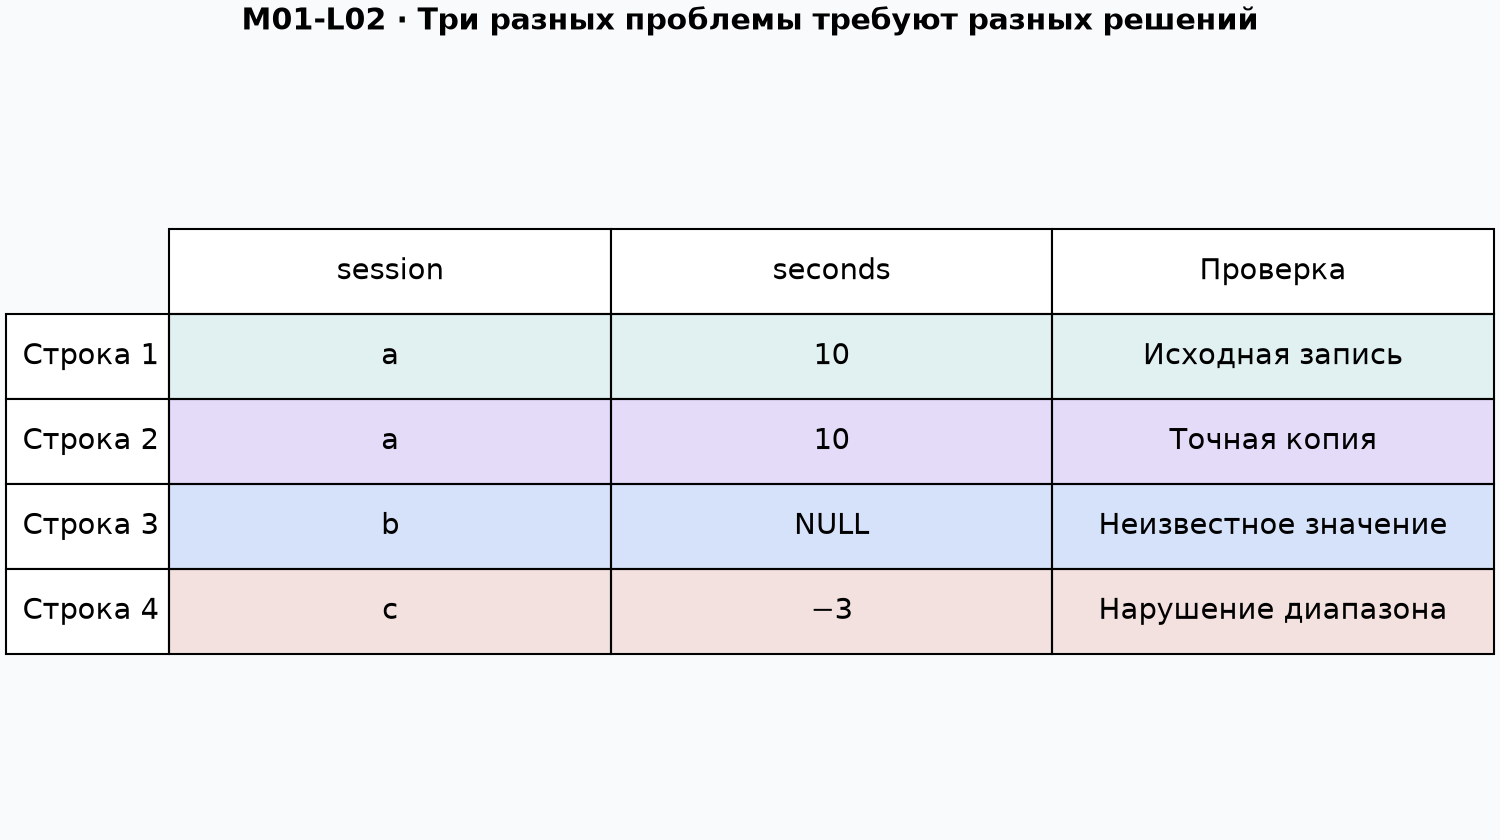 M01-L02 · Три разных проблемы требуют разных решений
session seconds Проверка
Строка 1 a 10 Исходная запись
Строка 2 a 10 Точная копия
Строка 3 b NULL Неизвестное значение
Строка 4 c −3 Нарушение диапазона